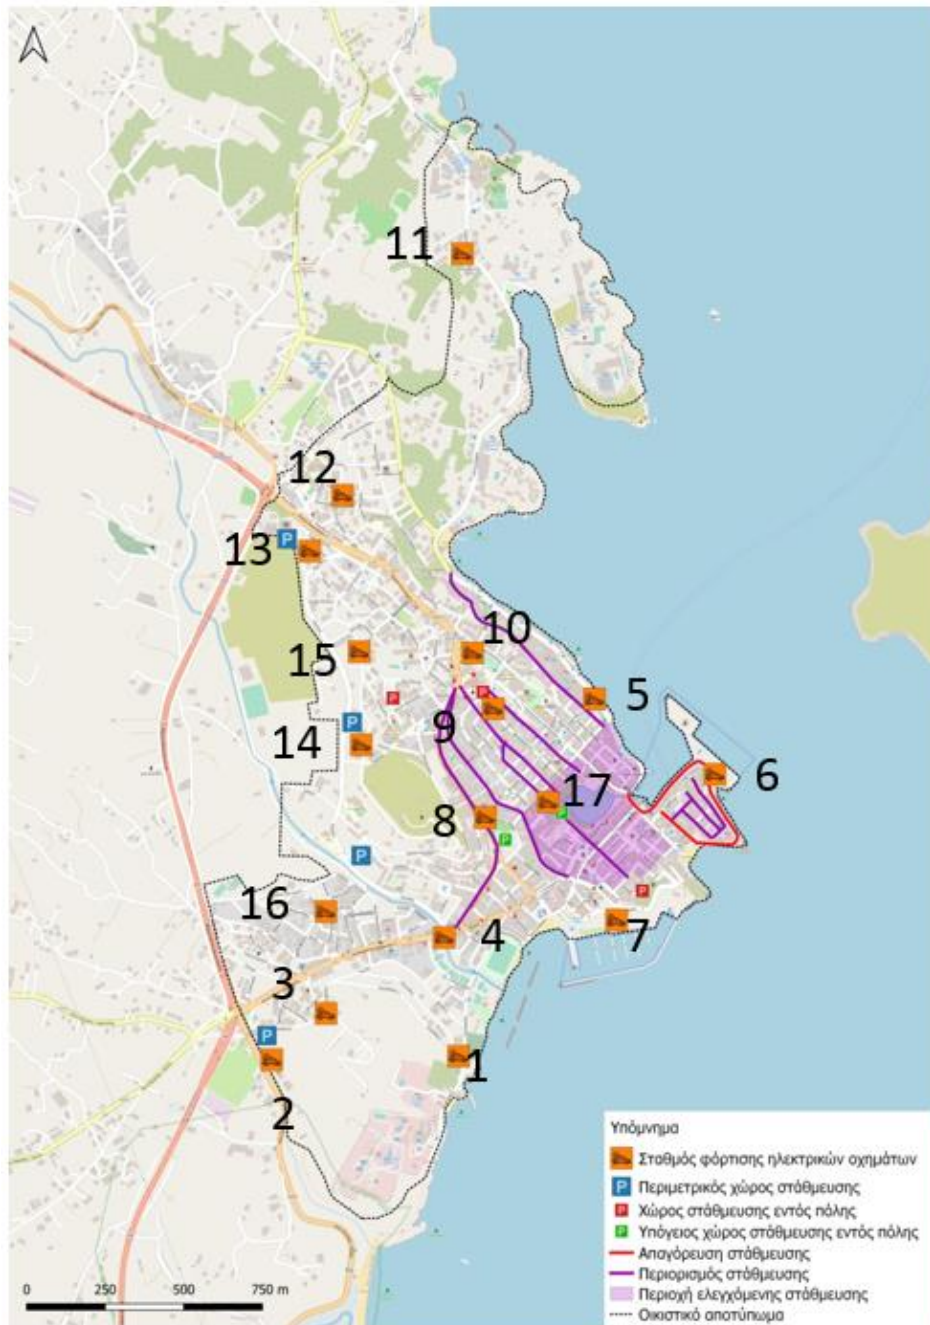 11
12
13
10
15
5
9
14
6
17
8
16
4
7
3
1
2
Υπόμνημα
Σταθμός φόρτισης ηλεκτρικών οχημάτων
P Περιμετρικός χώρος στάθμευσης
P Χώρος στάθμευσης εντός πόλης
P Υπόγειος χώρος στάθμευσης εντός πόλης
Απαγόρευση στάθμευσης
Περιορισμός στάθμευσης
Περιοχή ελεγχόμενης στάθμευσης
Οικιστικό αποτύπωμα
0 250 500 750 m